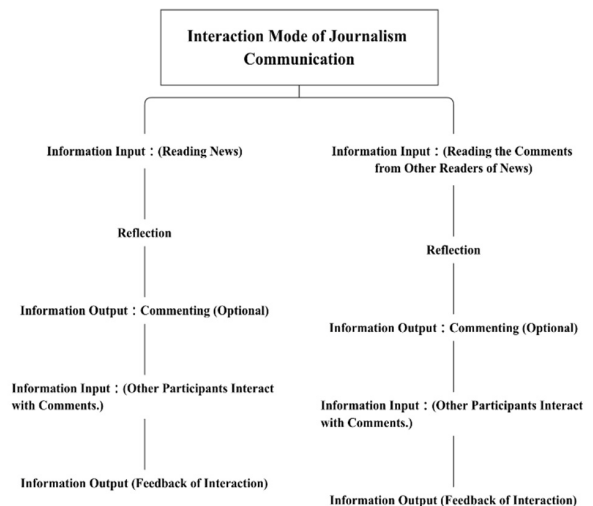 Interaction Mode of Journalism
Communication
Information Input：(Reading News)
Reflection
Information Output：Commenting (Optional)
Information Input：(Other Participants Interact
with Comments.)
Information Output (Feedback of Interaction)
Information Input：(Reading the Comments
from Other Readers of News)
Reflection
Information Output：Commenting (Optional)
Information Input：(Other Participants Interact
with Comments.)
Information Output (Feedback of Interaction)